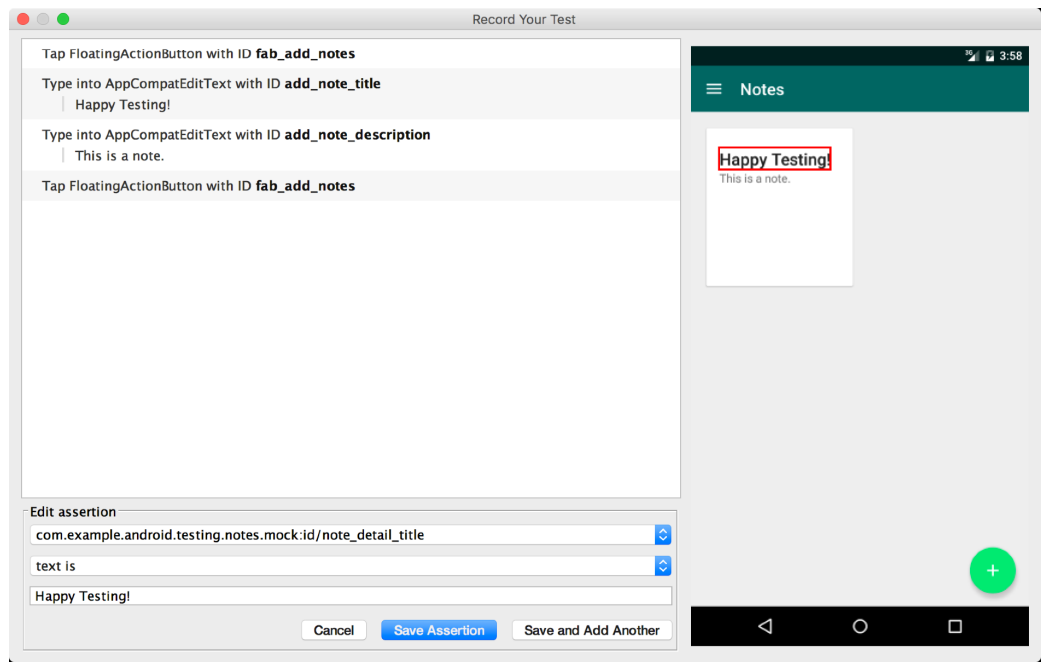 Record Your Test
Tap FloatingActionButton with ID fab_add_notes
Type into AppCompatEditText with ID add_note_title
Happy Testing!
Type into AppCompatEditText with ID add_note_description
This is a note.
Tap FloatingActionButton with ID fab_add_notes
Edit assertion
com.example.android.testing.notes.mock:id/note_detail_title
text is
Happy Testing!
Cancel
Save Assertion
Save and Add Another
3G
3:58
Notes
Happy Testing!
This is a note.
+